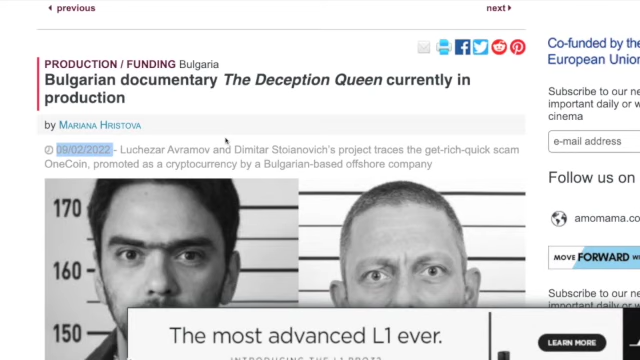 previous
next
PRODUCTION / FUNDING Bulgaria
Bulgarian documentary The Deception Queen currently in
production
by MARIANA HRISTOVA
09/02/2022 - Luchezar Avramov and Dimitar Stoianovich's project traces the get-rich-quick scam
OneCoin, promoted as a cryptocurrency by a Bulgarian-based offshore company
170
160
150
The most advanced L1 ever.
LEARN MORE
Co-funded by the
European Union
Subscribe to our ne
important daily or w
cinema
e-mail address
Follow us on
amomama.co
MOVE FORWARD WI
Subscribe to our ne
important daily or w